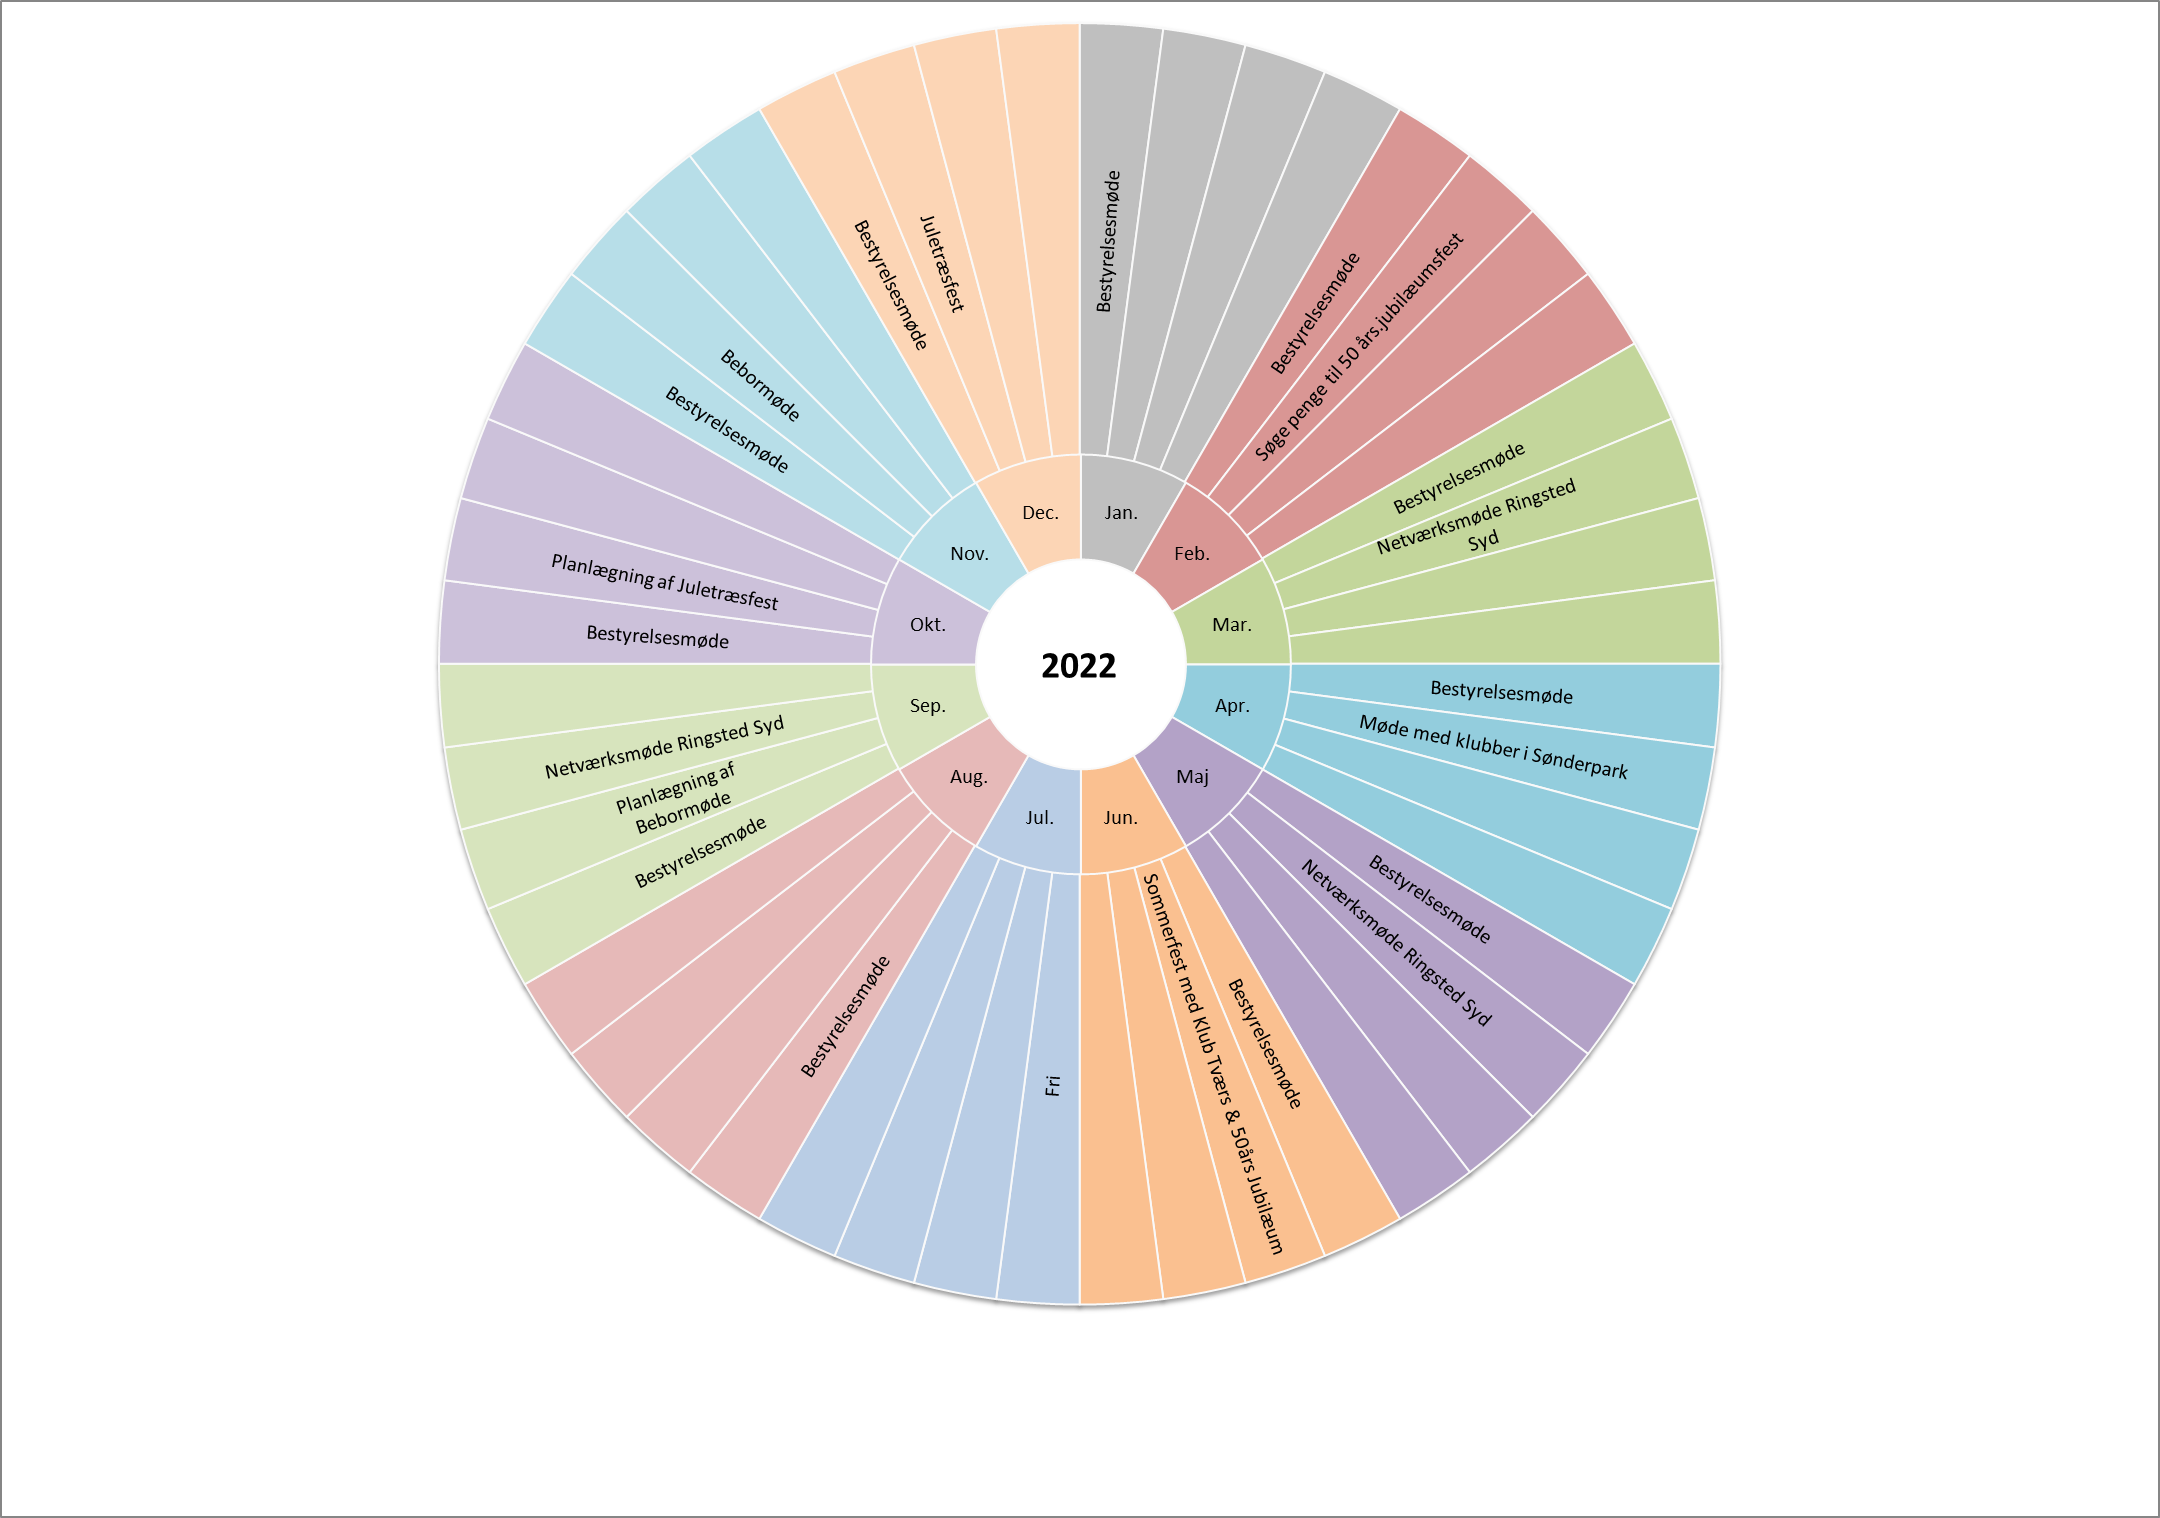 2022
Jan.
Bestyrelsesmøde
Feb.
Bestyrelsesmøde
Søge penge til 50 års.jubilæumsfest
Mar.
Bestyrelsesmøde
Netværksmøde Ringsted
Syd
Apr.
Bestyrelsesmøde
Møde med klubber i Sønderpark
Maj
Bestyrelsesmøde
Netværksmøde Ringsted Syd
Jun.
Bestyrelsesmøde
Sommerfest med Klub Tværs & 50års Jubilæum
Jul.
Fri
Aug.
Bestyrelsesmøde
Sep.
Bestyrelsesmøde
Planlægning af
Bebormøde
Netværksmøde Ringsted Syd
Okt.
Bestyrelsesmøde
Planlægning af Juletræsfest
Nov.
Bestyrelsesmøde
Bebormøde
Dec.
Bestyrelsesmøde
Juletræsfest